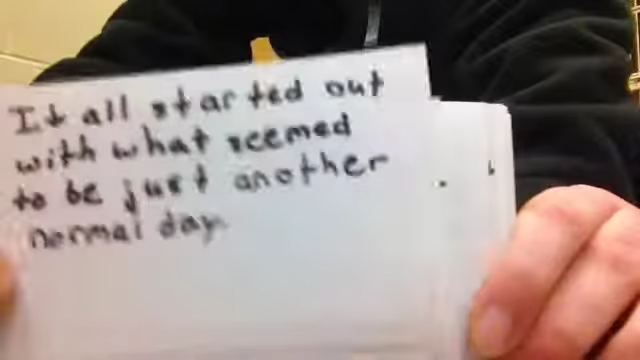 It all started out
with what seemed
to be just another
normal day.